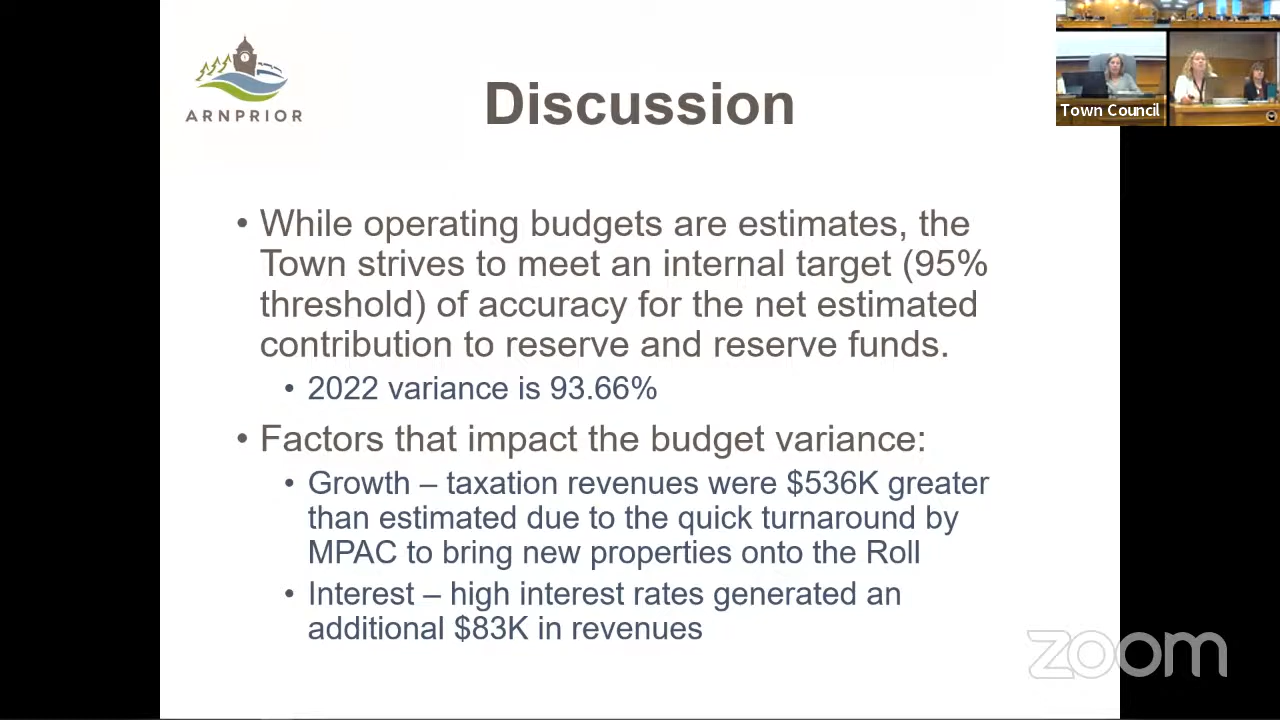 ARNPRIOR
Discussion
Town Council
• While operating budgets are estimates, the
Town strives to meet an internal target (95%
threshold) of accuracy for the net estimated
contribution to reserve and reserve funds.
• 2022 variance is 93.66%
• Factors that impact the budget variance:
• Growth – taxation revenues were $536K greater
than estimated due to the quick turnaround by
MPAC to bring new properties onto the Roll
• Interest – high interest rates generated an
additional $83K in revenues
zoom